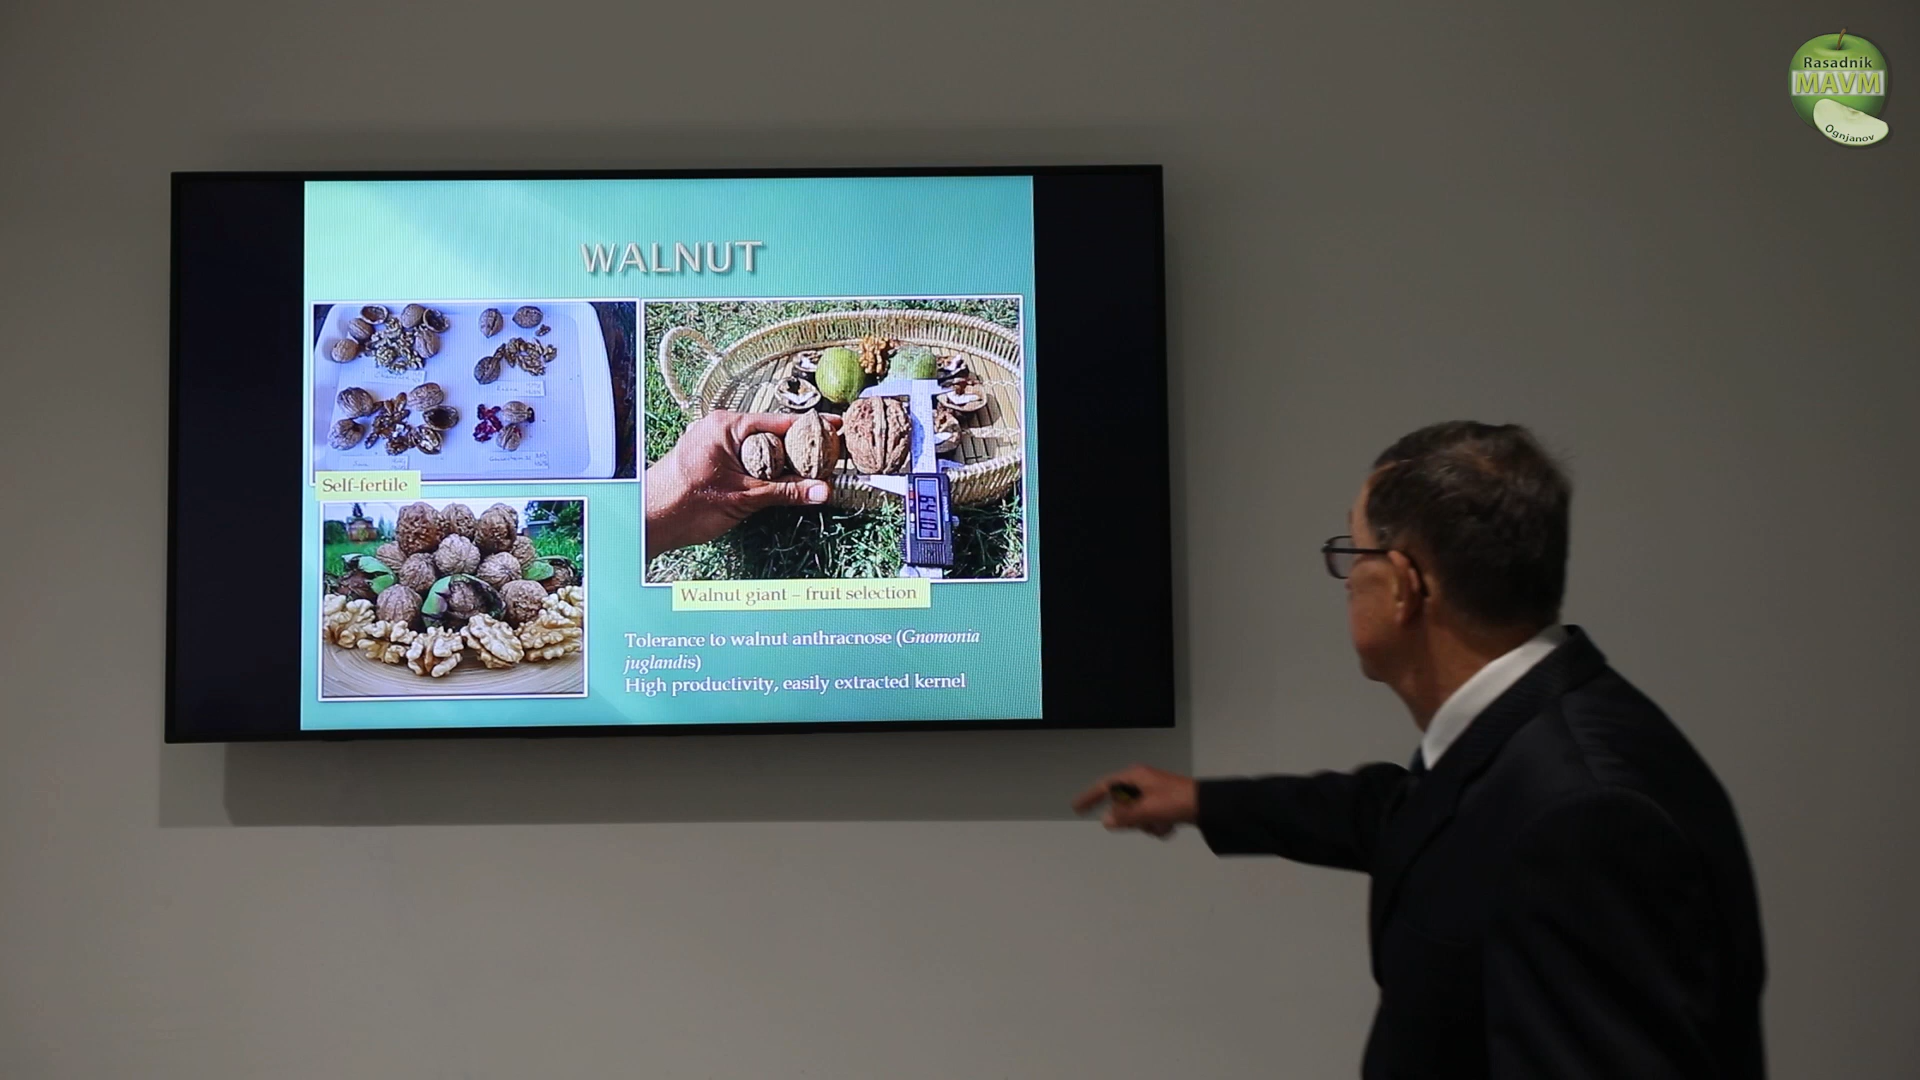 Rasadnik
MAVM
Ognjanov
WALNUT
Self-fertile
Walnut giant – fruit selection
Tolerance to walnut anthracnose (Gnomonia
juglandis)
High productivity, easily extracted kernel